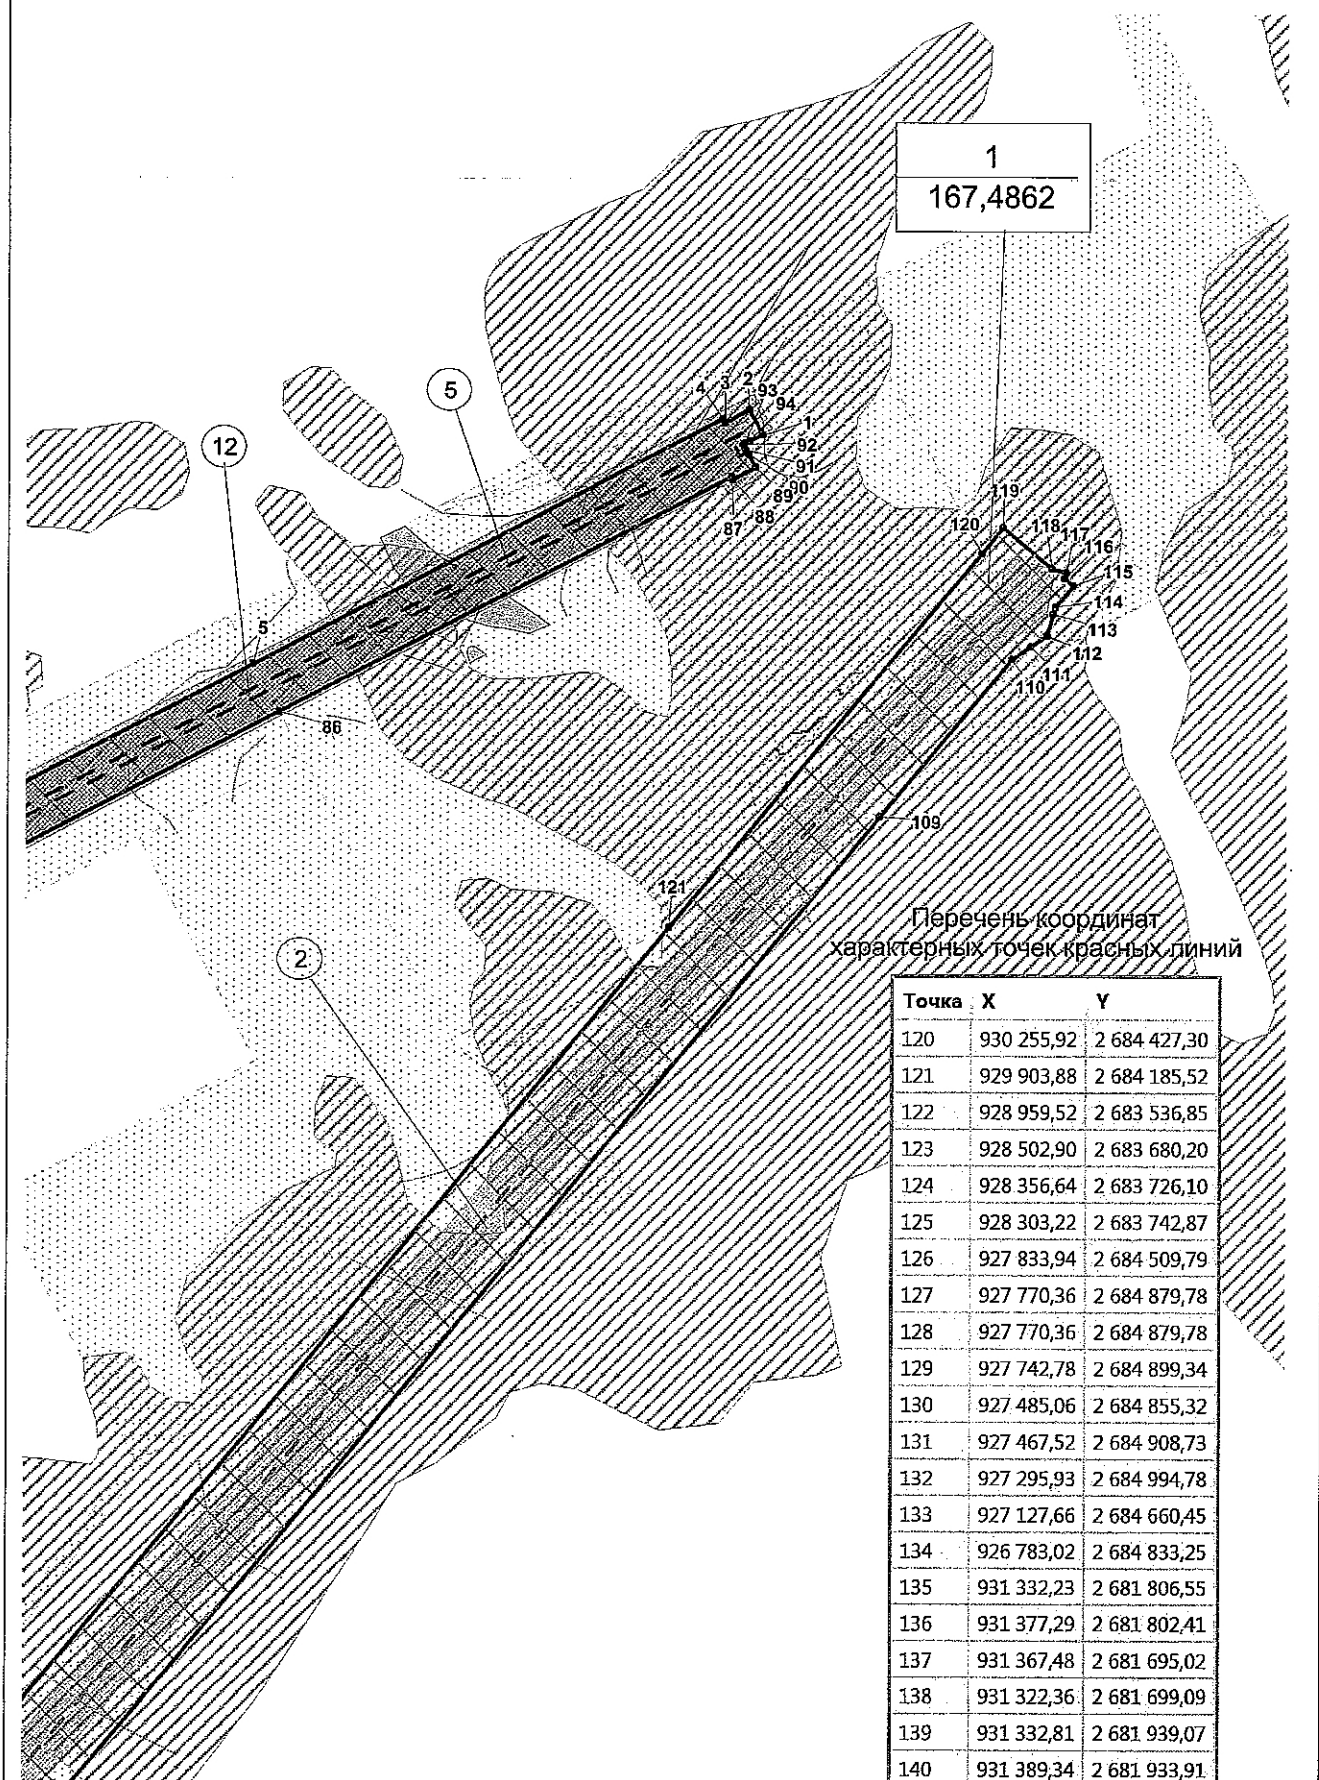 1
167,4862
5
12
4
3
2
93
94
1
92
91
90
89
88
87
5
86
119
120
118
117
116
115
114
113
112
111
110
109
121
2
Перечень координат
характерных точек красных линий
Точка X Y
120 930 255,92 2 684 427,30
121 929 903,88 2 684 185,52
122 928 959,52 2 683 536,85
123 928 502,90 2 683 680,20
124 928 356,64 2 683 726,10
125 928 303,22 2 683 742,87
126 927 833,94 2 684 509,79
127 927 770,36 2 684 879,78
128 927 770,36 2 684 879,78
129 927 742,78 2 684 899,34
130 927 485,06 2 684 855,32
131 927 467,52 2 684 908,73
132 927 295,93 2 684 994,78
133 927 127,66 2 684 660,45
134 926 783,02 2 684 833,25
135 931 332,23 2 681 806,55
136 931 377,29 2 681 802,41
137 931 367,48 2 681 695,02
138 931 322,36 2 681 699,09
139 931 332,81 2 681 939,07
140 931 389,34 2 681 933,91